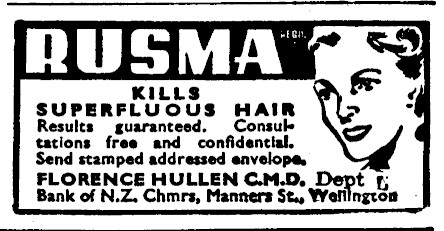 RUSMA REGD.
KILLS
SUPERFLUOUS HAIR
Results guaranteed. Consul-
tations free and confidential.
Send stamped addressed envelope.
FLORENCE HULLEN C.M.D. Dept
Bank of N.Z. Chmrs, Manners St., Wellington